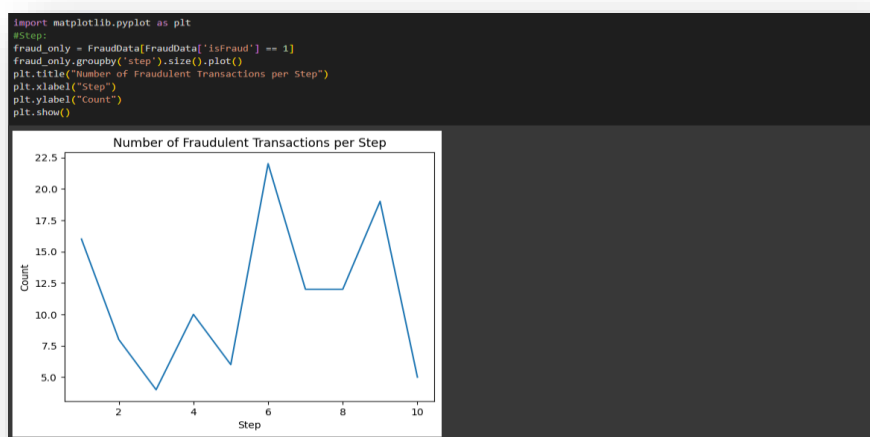 import matplotlib.pyplot as plt
#Step:
fraud_only = FraudData[FraudData['isFraud'] == 1]
fraud_only.groupby('step').size().plot()
plt.title("Number of Fraudulent Transactions per Step")
plt.xlabel("Step")
plt.ylabel("Count")
plt.show()
Number of Fraudulent Transactions per Step
22.5
20.0
17.5
15.0
12.5
10.0
7.5
5.0
Count
2 4 6 8 10
Step